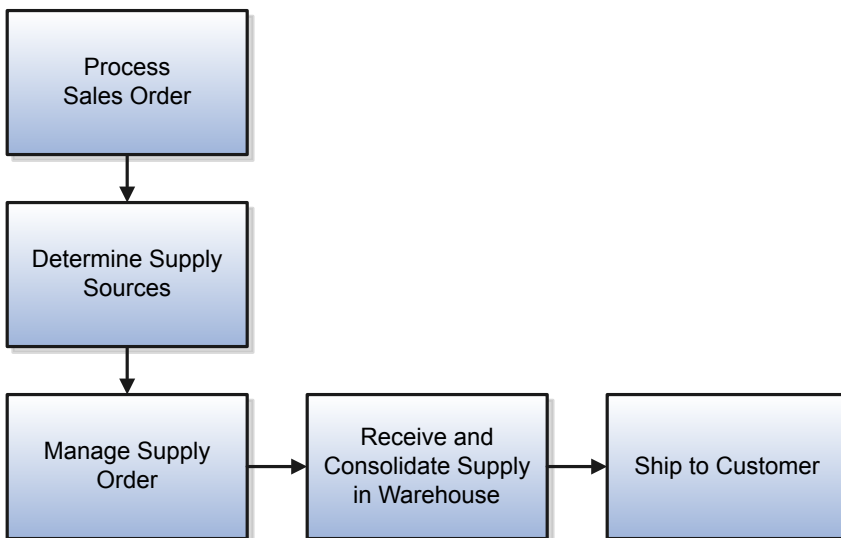 Process
Sales Order
Determine Supply
Sources
Manage Supply
Order
Receive and
Consolidate Supply
in Warehouse
Ship to Customer